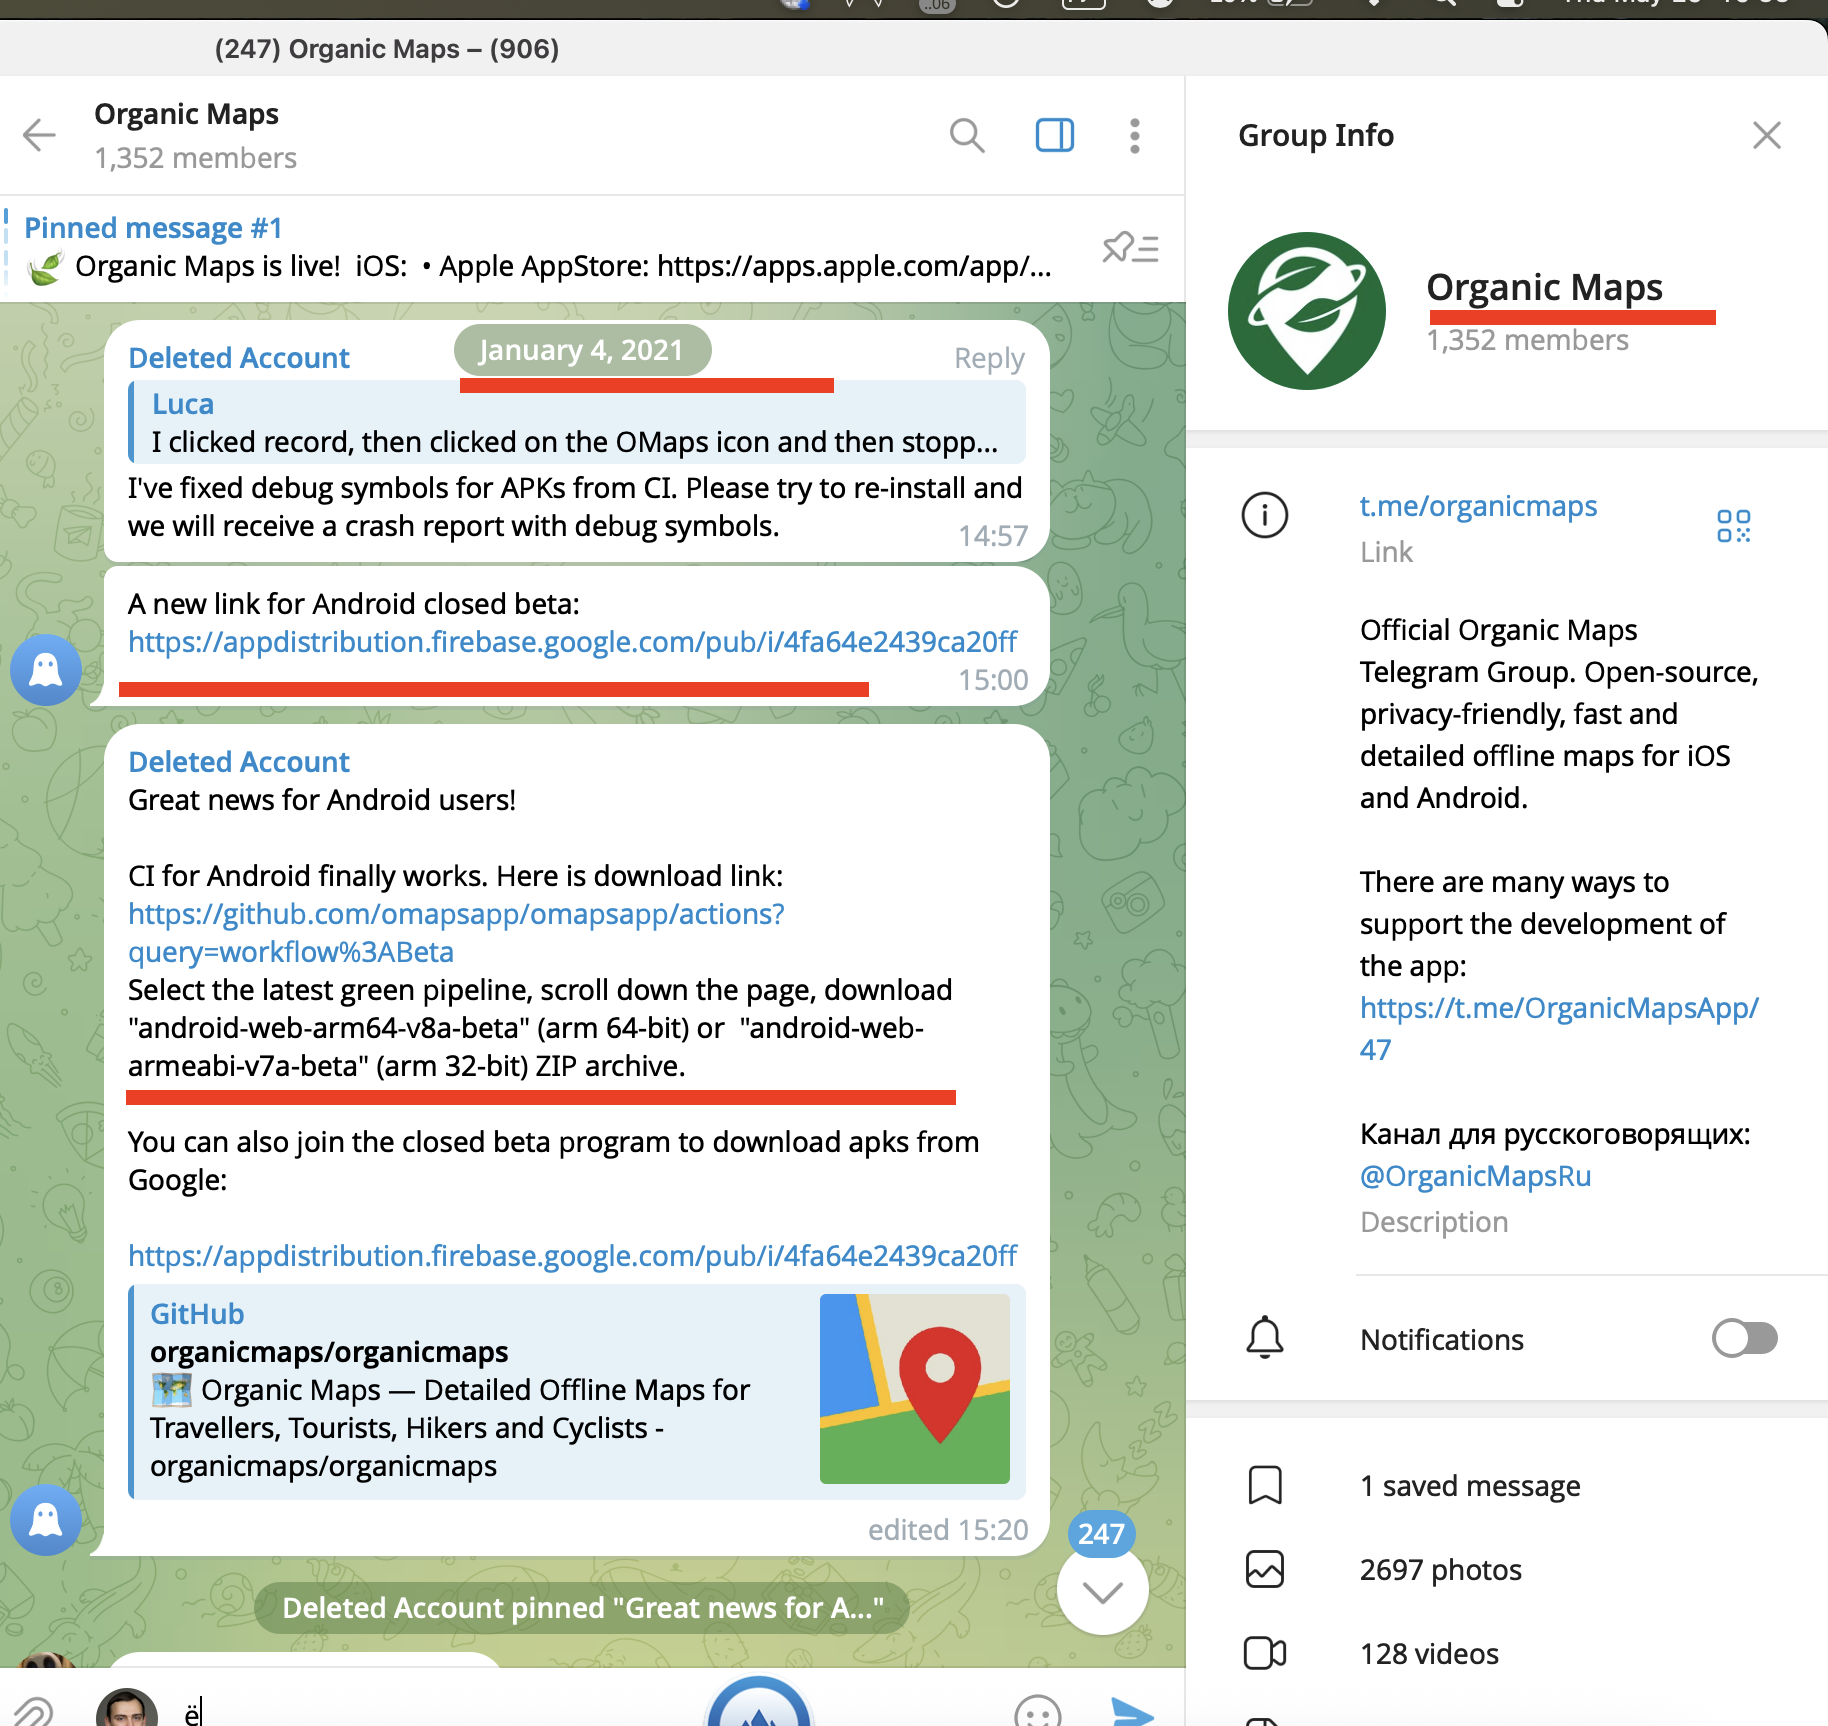 (247) Organic Maps – (906)
Organic Maps
1,352 members
Pinned message #1
🌿 Organic Maps is live! iOS: • Apple AppStore: https://apps.apple.com/app/...
January 4, 2021
Deleted Account
Reply
Luca
I clicked record, then clicked on the OMaps icon and then stopp...
I've fixed debug symbols for APKs from CI. Please try to re-install and
we will receive a crash report with debug symbols.
14:57
A new link for Android closed beta:
https://appdistribution.firebase.google.com/pub/i/4fa64e2439ca20ff
15:00
Deleted Account
Great news for Android users!
CI for Android finally works. Here is download link:
https://github.com/omapsapp/omapsapp/actions?
query=workflow%3ABeta
Select the latest green pipeline, scroll down the page, download
"android-web-arm64-v8a-beta" (arm 64-bit) or "android-web-
armeabi-v7a-beta" (arm 32-bit) ZIP archive.
You can also join the closed beta program to download apks from
Google:
https://appdistribution.firebase.google.com/pub/i/4fa64e2439ca20ff
GitHub
organicmaps/organicmaps
🗺 Organic Maps — Detailed Offline Maps for
Travellers, Tourists, Hikers and Cyclists -
organicmaps/organicmaps
edited 15:20
247
Deleted Account pinned "Great news for A..."
ё
Group Info
Organic Maps
1,352 members
t.me/organicmaps
Link
Official Organic Maps
Telegram Group. Open-source,
privacy-friendly, fast and
detailed offline maps for iOS
and Android.
There are many ways to
support the development of
the app:
https://t.me/OrganicMapsApp/
47
Канал для русскоговорящих:
@OrganicMapsRu
Description
Notifications
1 saved message
2697 photos
128 videos